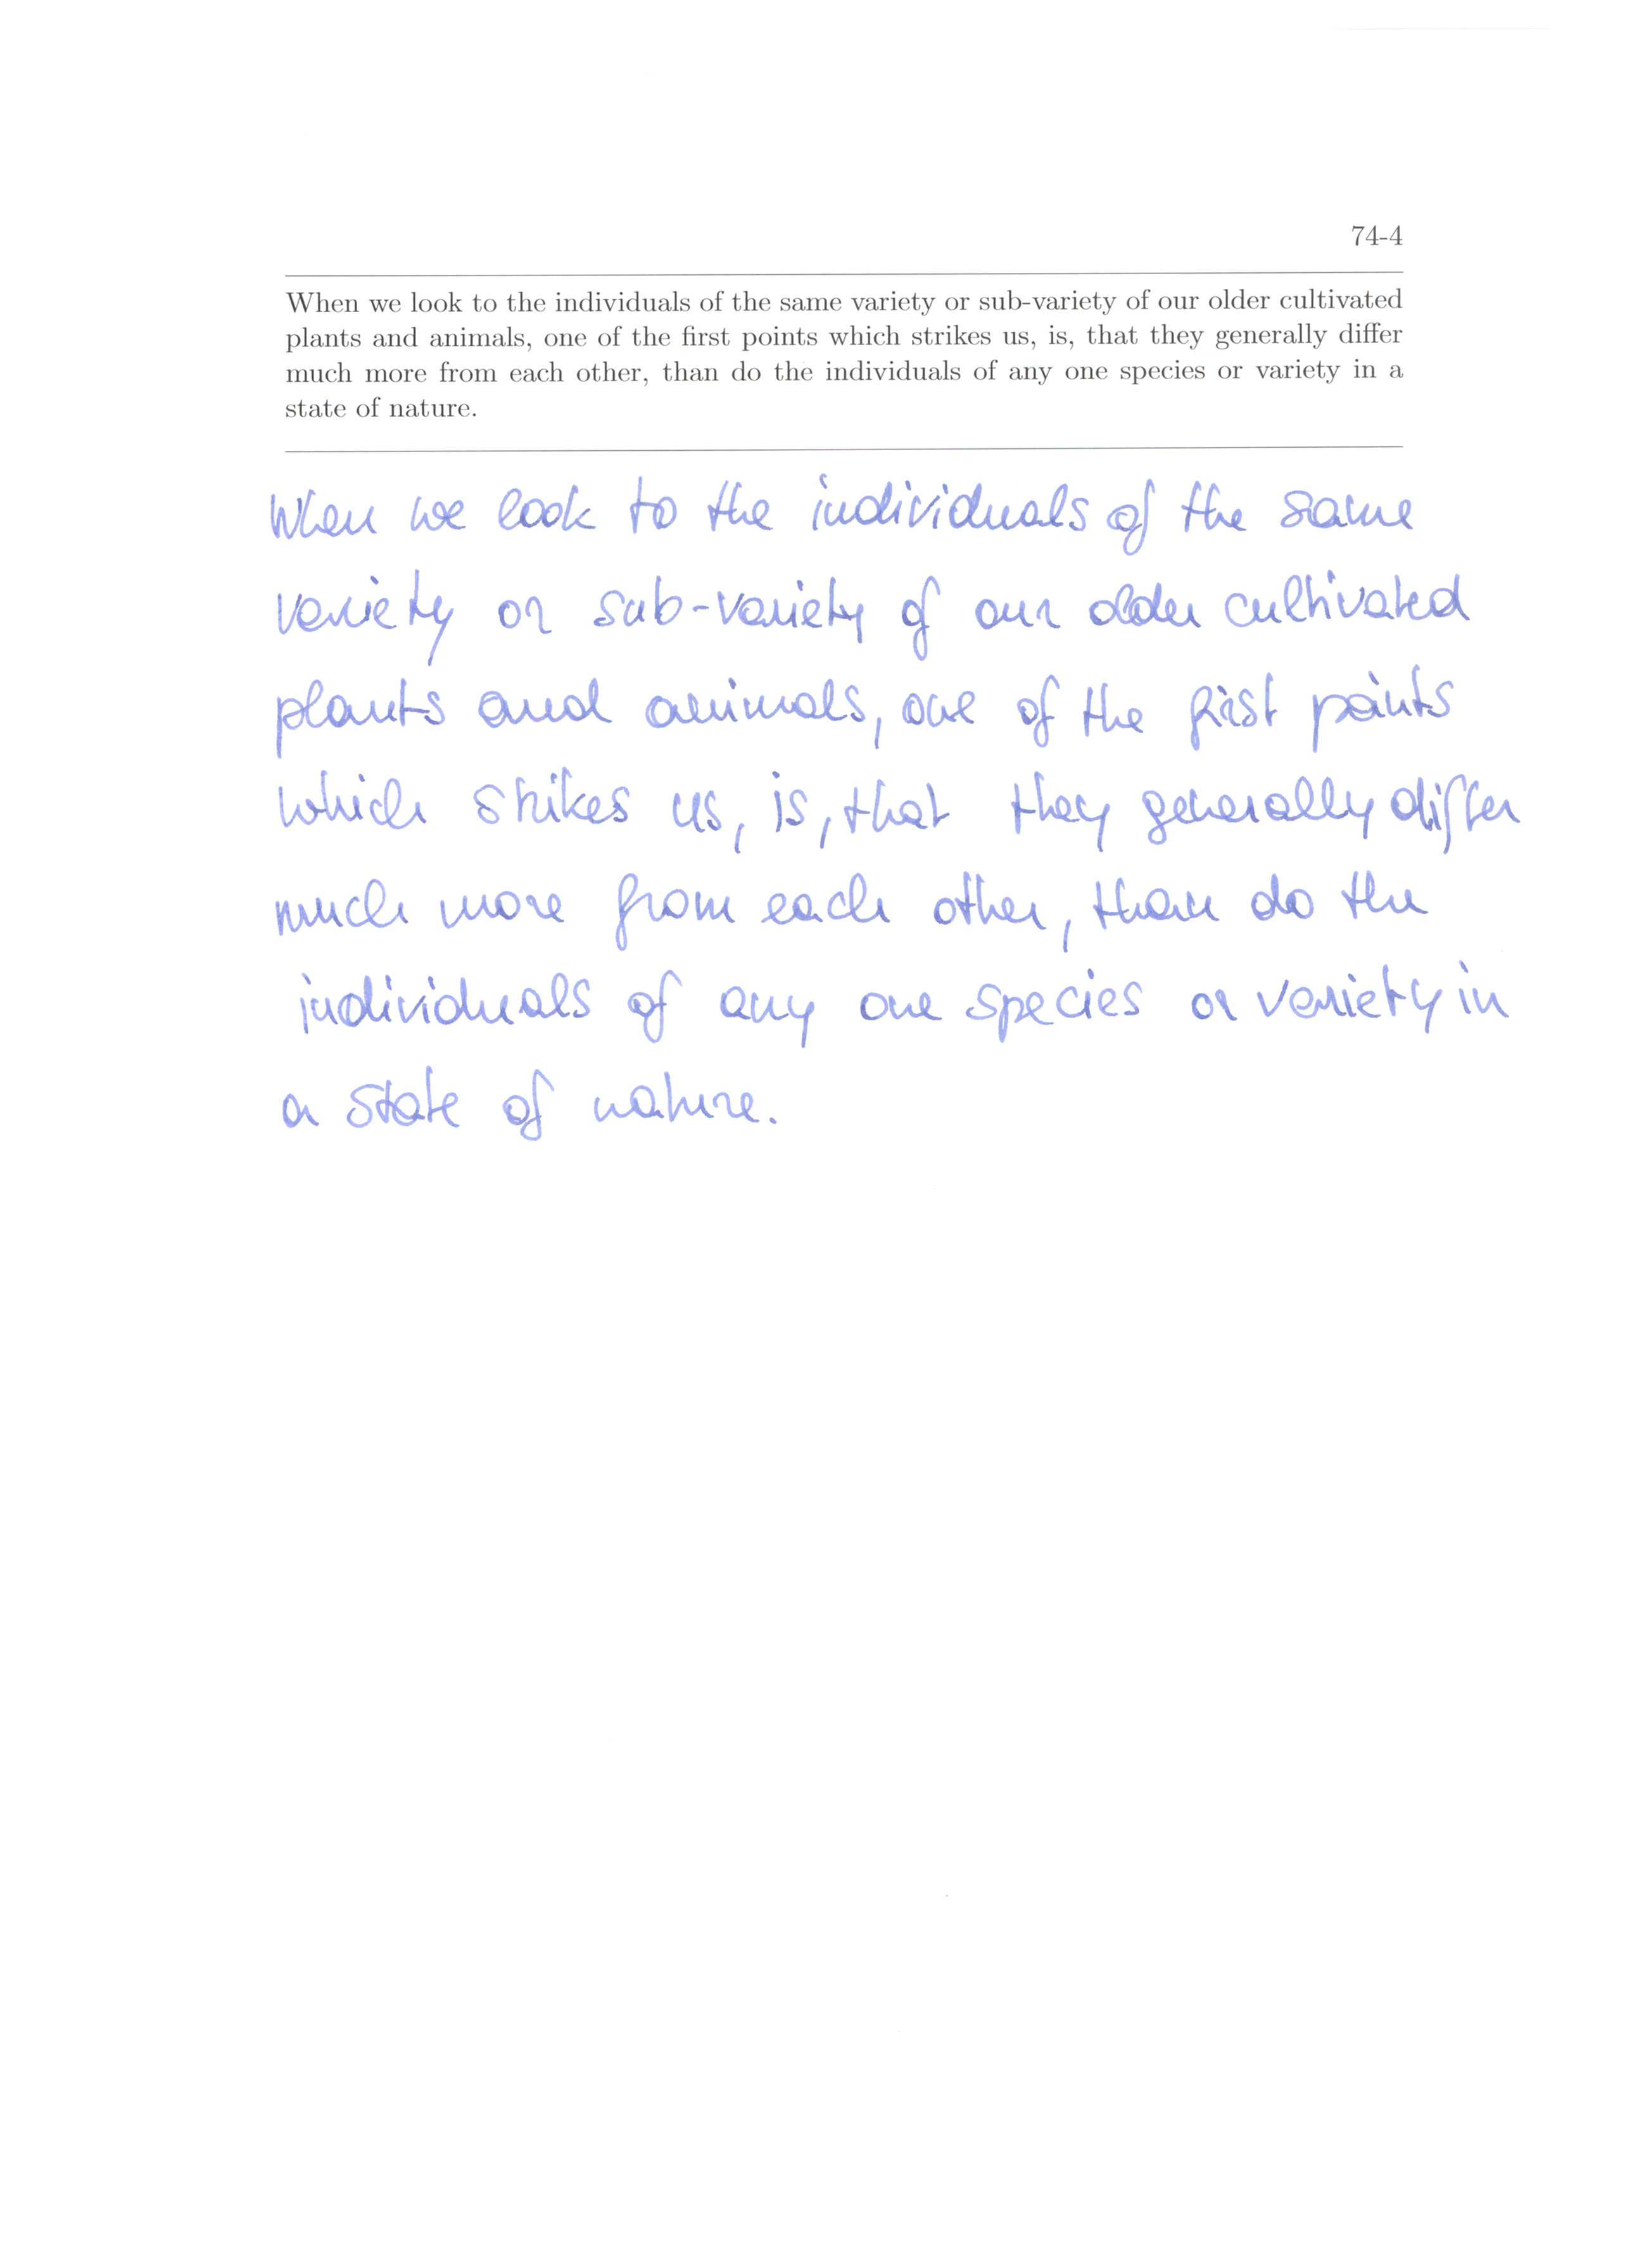 74-4
When we look to the individuals of the same variety or sub-variety of our older cultivated
plants and animals, one of the first points which strikes us, is, that they generally differ
much more from each other, than do the individuals of any one species or variety in a
state of nature.
When we look to the individuals of the same
variety or sub-variety of our older cultivated
plants and animals, one of the first points
which strikes us, is, that they generally differ
much more from each other, than do the
individuals of any one species or variety in
a state of nature.